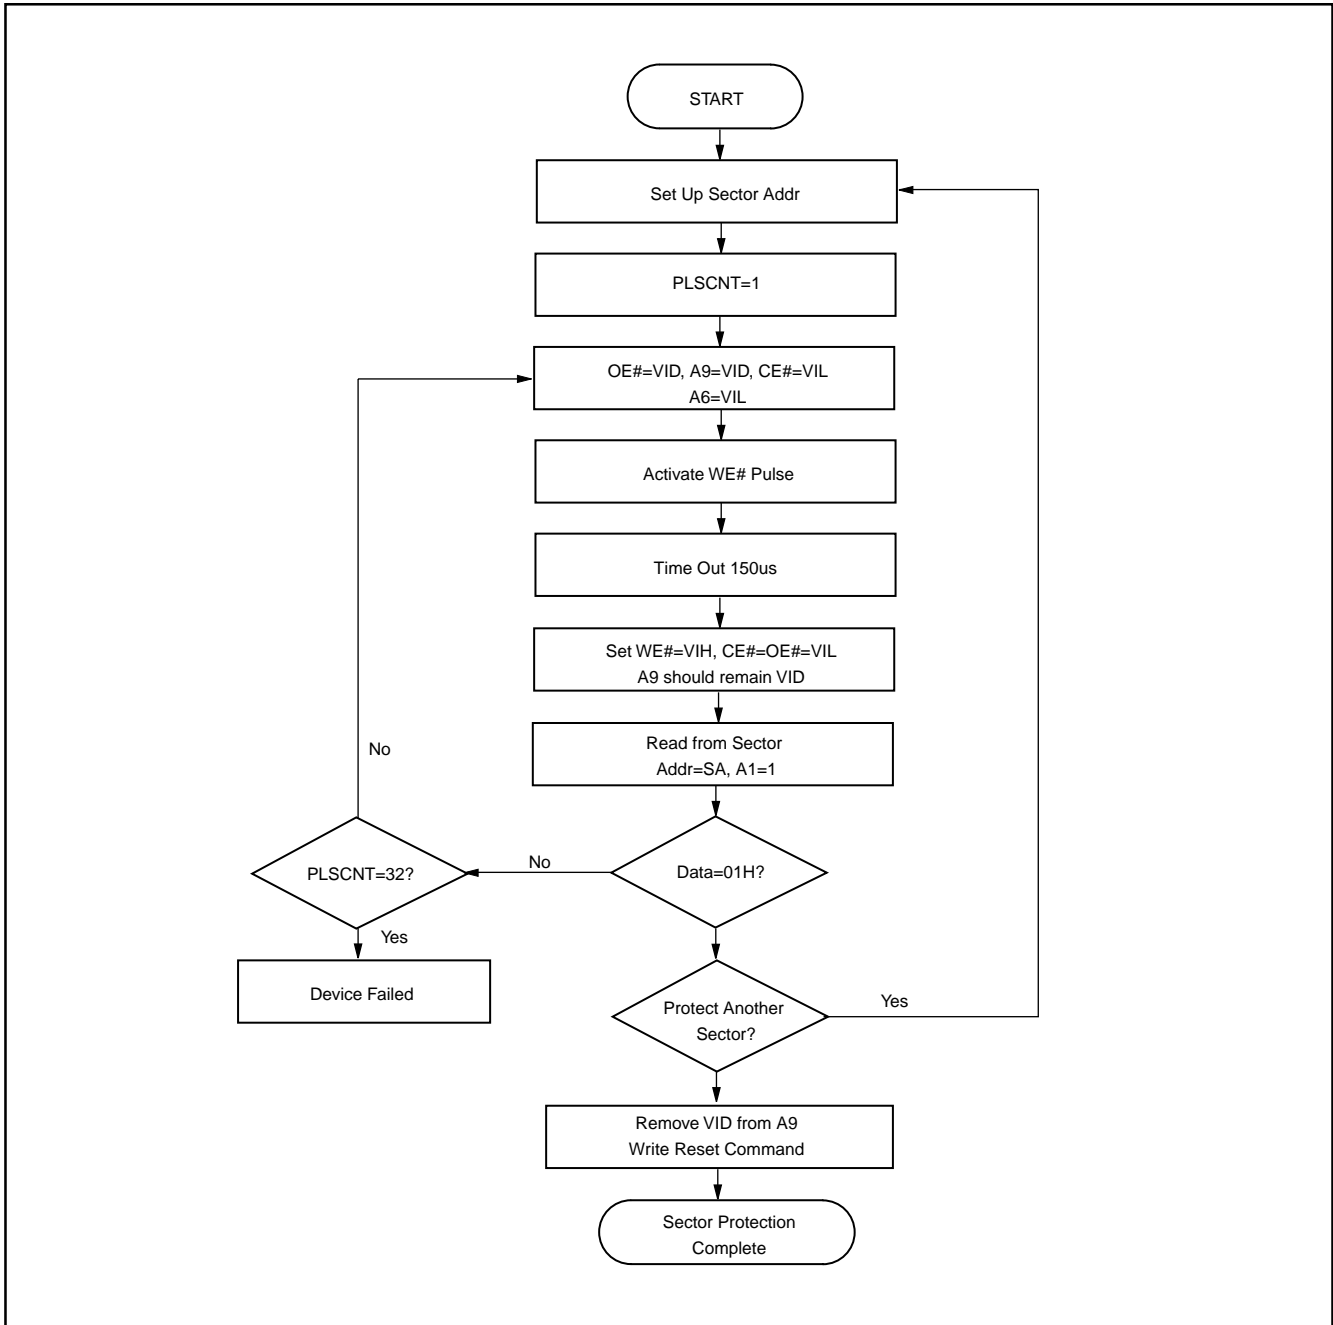 START
Set Up Sector Addr
PLSCNT=1
OE#=VID, A9=VID, CE#=VIL
A6=VIL
Activate WE# Pulse
Time Out 150us
Set WE#=VIH, CE#=OE#=VIL
A9 should remain VID
Read from Sector
Addr=SA, A1=1
No
PLSCNT=32?
No
Data=01H?
Yes
Device Failed
Protect Another
Sector?
Yes
Remove VID from A9
Write Reset Command
Sector Protection
Complete